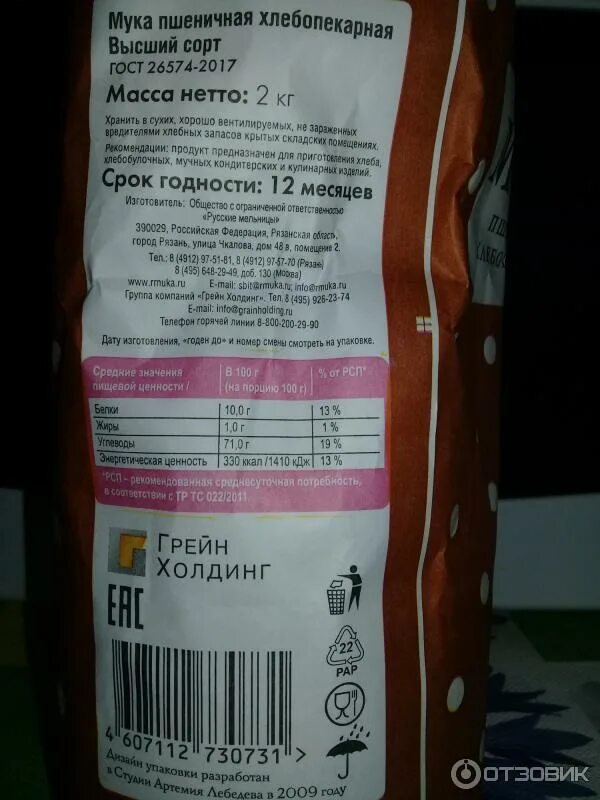 Мука пшеничная хлебопекарная
Высший сорт
ГОСТ 26574-2017
Масса нетто: 2 кг
Хранить в сухих, хорошо вентилируемых, не зараженных
вредителями хлебных запасов крытых складских помещениях.
Рекомендации: продукт предназначен для приготовления хлеба,
хлебобулочных, мучных кондитерских и кулинарных изделий.
Срок годности: 12 месяцев
Изготовитель: Общество с ограниченной ответственностью
«Русские мельницы»
390029, Российская Федерация, Рязанская область,
город Рязань, улица Чкалова, дом 48 в, помещение 2.
Тел.: 8 (4912) 97-51-81, 8 (4912) 97-57-70 (Рязань)
8 (495) 648-29-49, доб. 130 (Москва)
www.rmuka.ru E-mail: sbit@rmuka.ru; info@rmuka.ru
Группа компаний «Грейн Холдинг». Тел. 8 (495) 926-23-74
E-mail: info@grainholding.ru
Телефон горячей линии 8-800-200-29-90
Дату изготовления, «годен до» и номер смены смотреть на упаковке.
Средние значения пищевой ценности / В 100 г (на порцию 100 г) % от РСП*
Белки 10,0 г 13 %
Жиры 1,0 г 1 %
Углеводы 71,0 г 19 %
Энергетическая ценность 330 ккал /1410 кДж 13 %
*РСП – рекомендованная среднесуточная потребность,
в соответствии с ТР ТС 022/2011.
ГРЕЙН
ХОЛДИНГ
EAC
22
PAP
4 607112 730731 >
Дизайн упаковки разработан
в Студии Артемия Лебедева в 2009 году
ОТЗОВИК